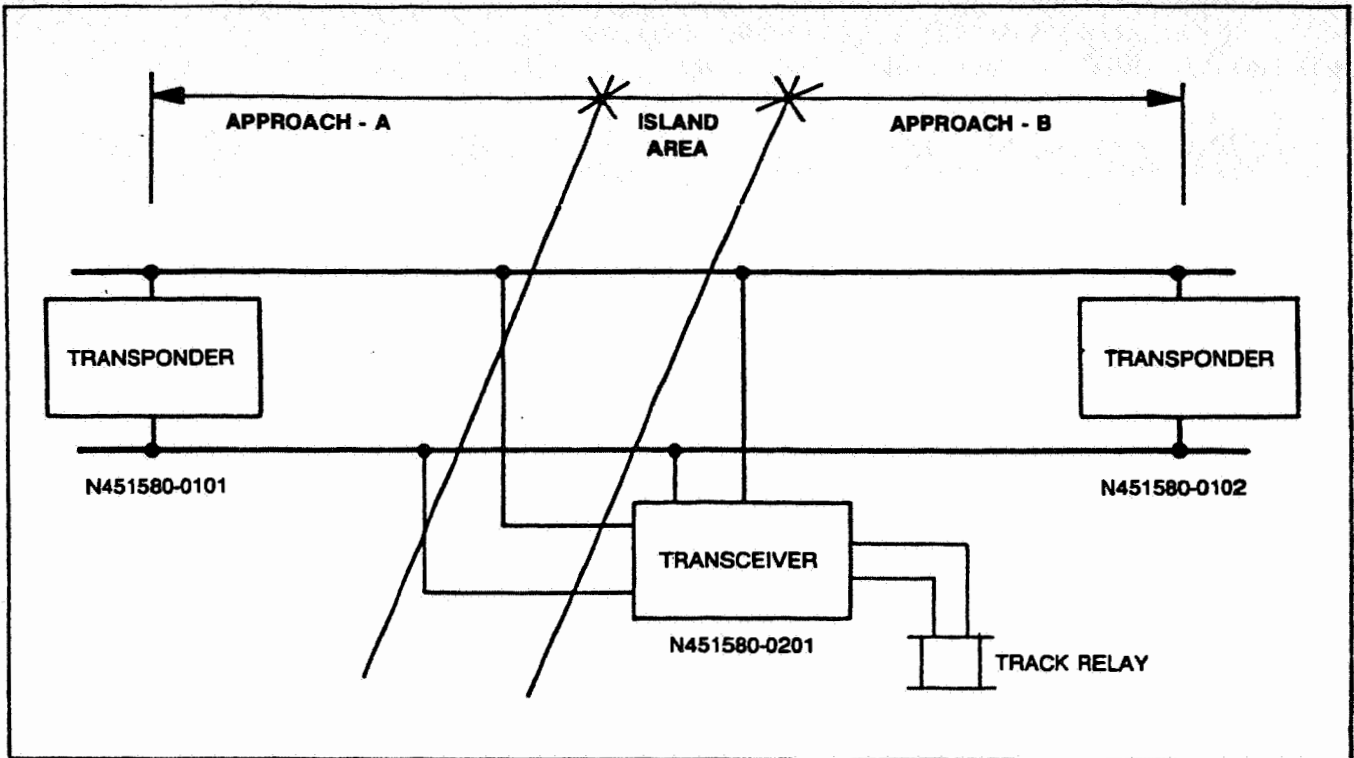 APPROACH - A
ISLAND
AREA
APPROACH - B
TRANSPONDER
TRANSPONDER
N451580-0101
N451580-0102
TRANSCEIVER
N451580-0201
TRACK RELAY